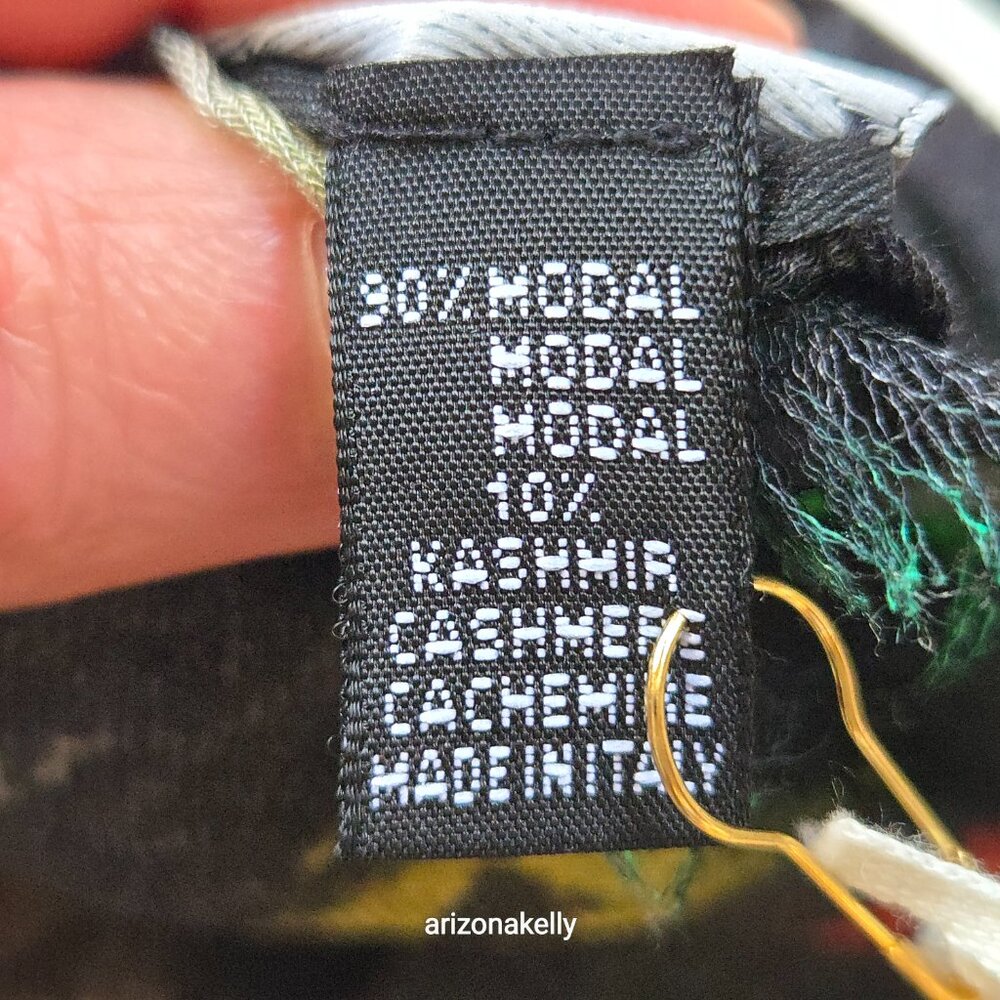 90% MODAL
MODAL
MODAL
10%
KASHMIR
CASHMERE
CACHEMIRE
MADE IN ITALY
arizonakelly